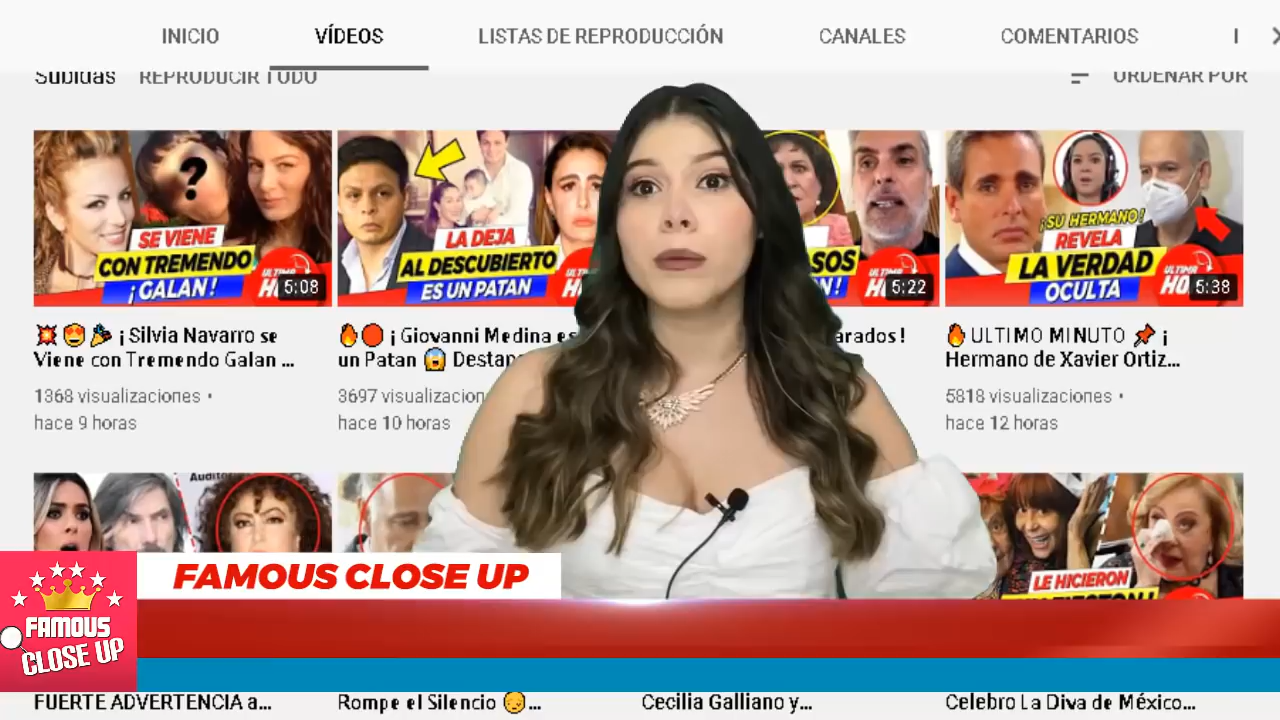 INICIO
VÍDEOS
LISTAS DE REPRODUCCIÓN
CANALES
COMENTARIOS
Subidas
REPRODUCIR TODO
ORDENAR POR
?
SE VIENE
CON TREMENDO
¡GALAN!
5:08
LA DEJA
AL DESCUBIERTO
ES UN PATAN
5:22
¡SU HERMANO!
REVELA
LA VERDAD
OCULTA
5:38
💥😍🎉 ¡Silvia Navarro se
Viene con Tremendo Galan ...
1368 visualizaciones •
hace 9 horas
🔥🛑 ¡Giovanni Medina es
un Patan 😱
3697
hace 10 horas
🔥ULTIMO MINUTO 📌 ¡
Hermano de Xavier Ortiz...
5818 visualizaciones •
hace 12 horas
LE HICIERON
FAMOUS CLOSE UP
FAMOUS
CLOSE UP
FUERTE ADVERTENCIA a...
Rompe el Silencio 😔...
Cecilia Galliano y...
Celebro La Diva de México...